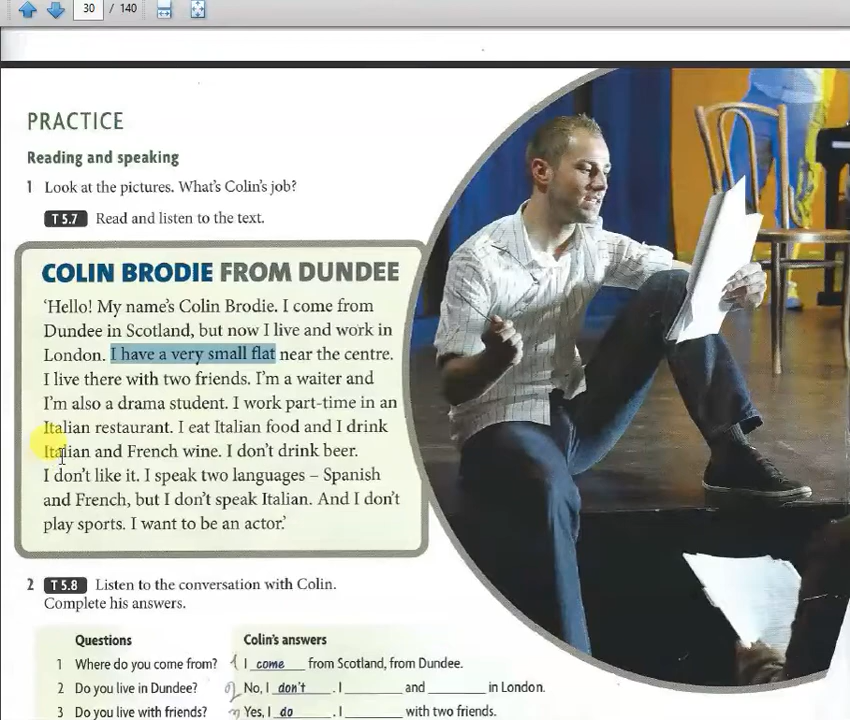 30 / 140
PRACTICE
Reading and speaking
1 Look at the pictures. What's Colin's job?
T 5.7 Read and listen to the text.
COLIN BRODIE FROM DUNDEE
'Hello! My name's Colin Brodie. I come from
Dundee in Scotland, but now I live and work in
London. I have a very small flat near the centre.
I live there with two friends. I'm a waiter and
I'm also a drama student. I work part-time in an
Italian restaurant. I eat Italian food and I drink
Italian and French wine. I don't drink beer.
I don't like it. I speak two languages – Spanish
and French, but I don't speak Italian. And I don't
play sports. I want to be an actor.'
2 T 5.8 Listen to the conversation with Colin.
Complete his answers.
Questions Colin's answers
1 Where do you come from? 1 I come from Scotland, from Dundee.
2 Do you live in Dundee? 2 No, I don't. I ______ and ______ in London.
3 Do you live with friends? Yes, I do. I ______ with two friends.